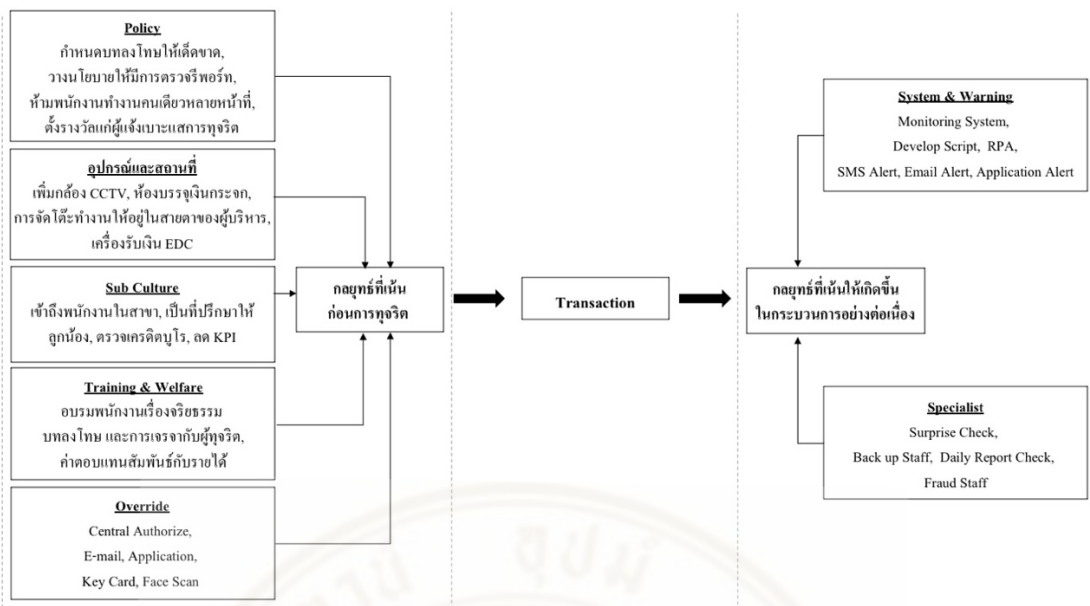 Policy
กำหนดบทลงโทษให้เด็ดขาด,
วางนโยบายให้มีการตรวจรีพอร์ท,
ห้ามพนักงานทำงานคนเดียวหลายหน้าที่,
ตั้งรางวัลแก่ผู้แจ้งเบาะแสการทุจริต
อุปกรณ์และสถานที่
เพิ่มกล้อง CCTV, ห้องบรรจุเงินกระจก,
การจัดโต๊ะทำงานให้อยู่ในสายตาของผู้บริหาร,
เครื่องรับเงิน EDC
Sub Culture
เข้าถึงพนักงานในสาขา, เป็นที่ปรึกษาให้
ลูกน้อง, ตรวจเครดิตบูโร, ลด KPI
Training & Welfare
อบรมพนักงานเรื่องจริยธรรม
บทลงโทษ และการเจรจากับผู้ทุจริต,
ค่าตอบแทนสัมพันธ์กับรายได้
Override
Central Authorize,
E-mail, Application,
Key Card, Face Scan
กลยุทธ์ที่เน้น
ก่อนการทุจริต
Transaction
System & Warning
Monitoring System,
Develop Script, RPA,
SMS Alert, Email Alert, Application Alert
กลยุทธ์ที่เน้นให้เกิดขึ้น
ในกระบวนการอย่างต่อเนื่อง
Specialist
Surprise Check,
Back up Staff, Daily Report Check,
Fraud Staff